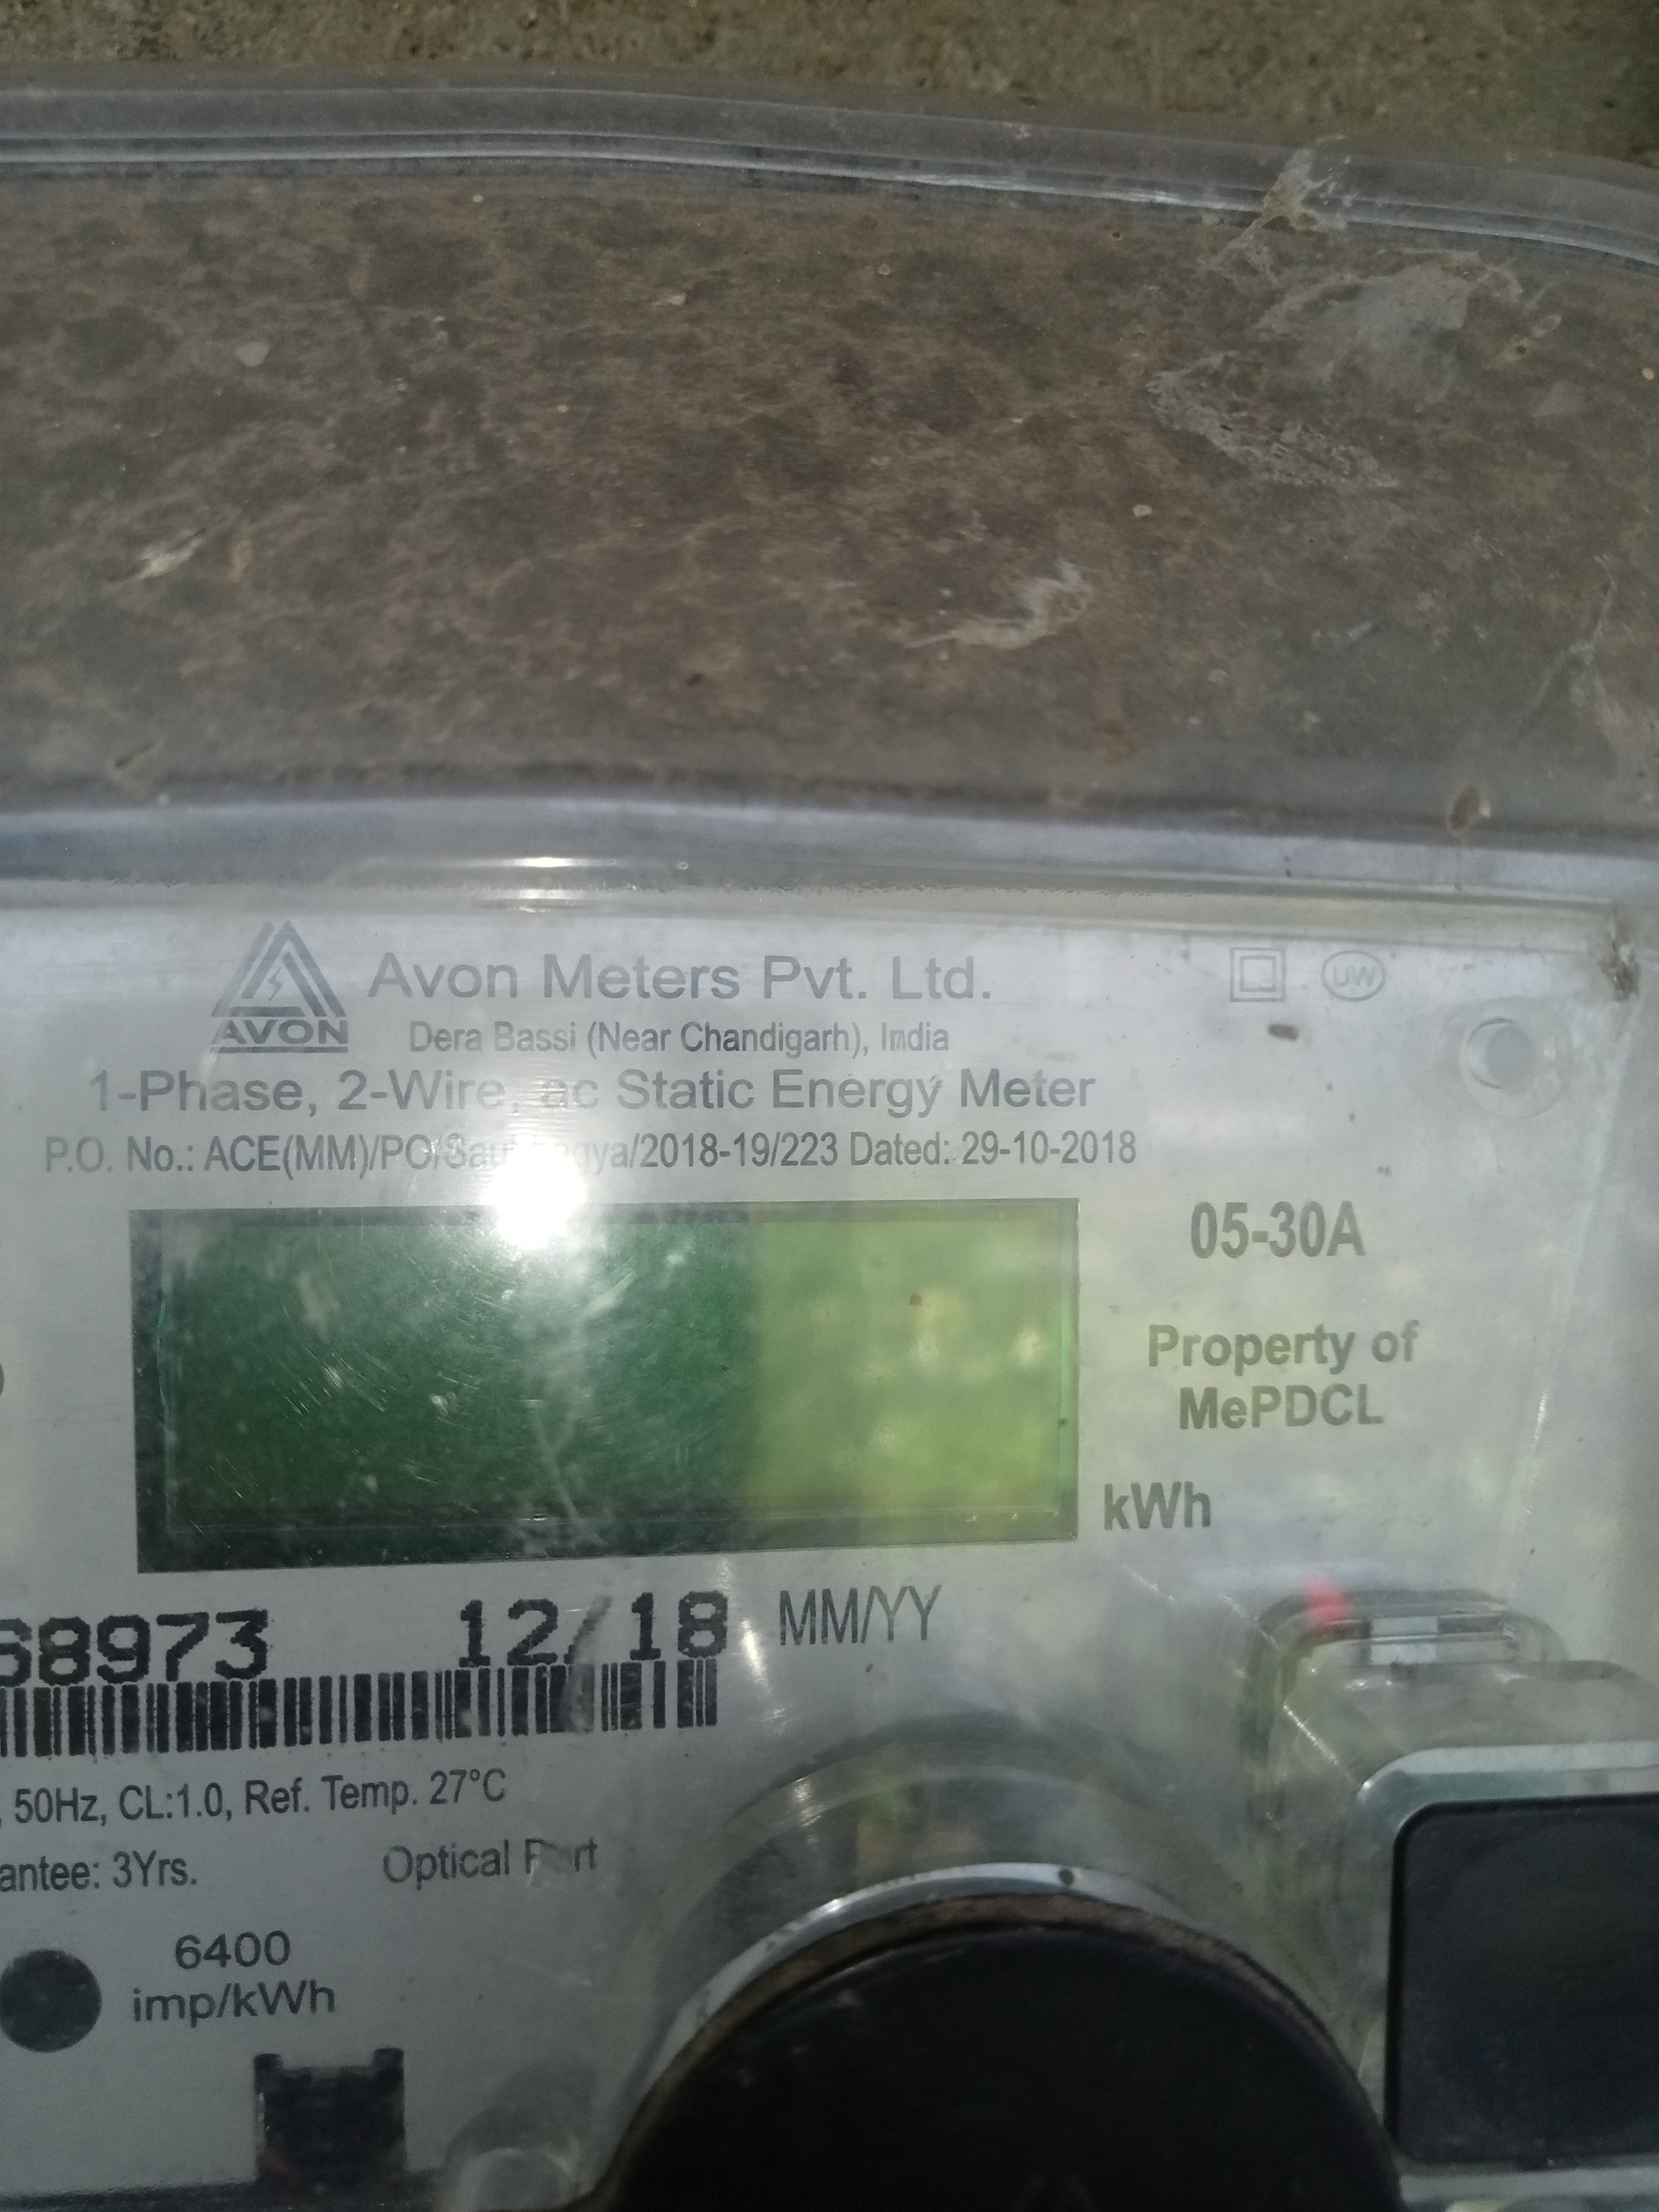 AVON
Avon Meters Pvt. Ltd.
UW
Dera Bassi (Near Chandigarh), India
1-Phase, 2-Wire, ac Static Energy Meter
P.O. No.: ACE(MM)/PO/ /2018-19/223 Dated: 29-10-2018
05-30A
Property of
MePDCL
kWh
68973 12/18 MM/YY
, 50Hz, CL:1.0, Ref. Temp. 27°C
antee: 3Yrs. Optical Port
6400
imp/kWh